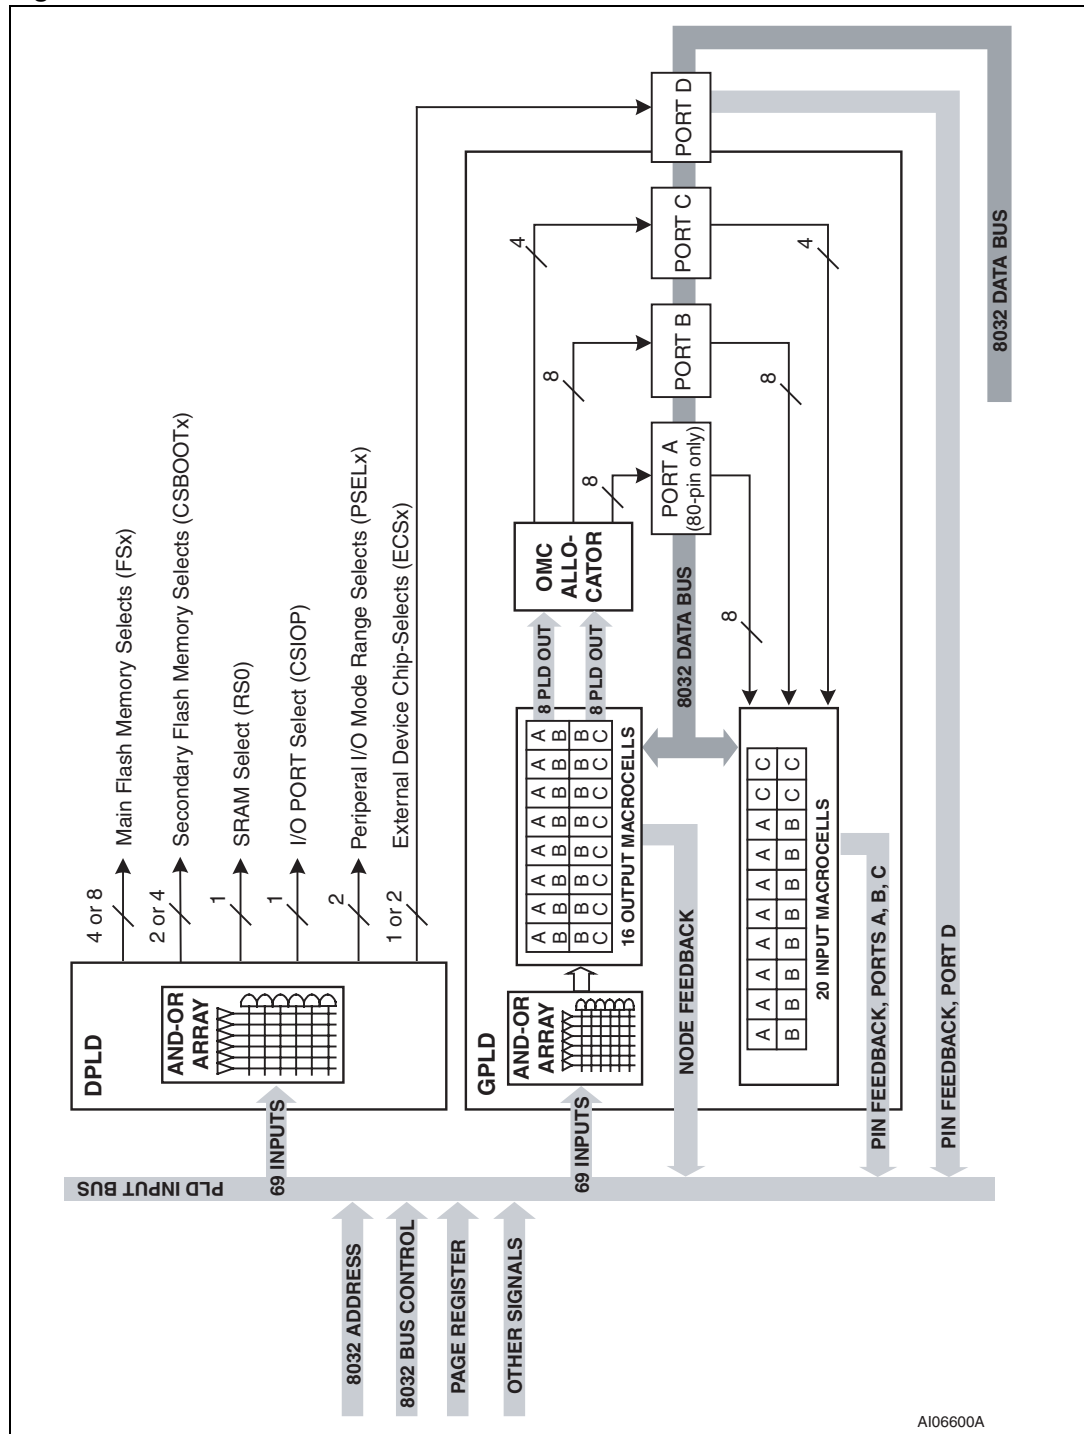 8032 ADDRESS
8032 BUS CONTROL
PAGE REGISTER
OTHER SIGNALS
PLD INPUT BUS
69 INPUTS
69 INPUTS
DPLD
AND-OR
ARRAY
4 or 8
Main Flash Memory Selects (FSx)
2 or 4
Secondary Flash Memory Selects (CSBOOTx)
1
SRAM Select (RS0)
1
I/O PORT Select (CSIOP)
2
Peripheral I/O Mode Range Selects (PSELx)
1 or 2
External Device Chip-Selects (ECSx)
GPLD
AND-OR
ARRAY
A A A A A A A A
B B B B B B B B
B B B B B B B B
C C C C C C C C
16 OUTPUT MACROCELLS
8 PLD OUT
8 PLD OUT
OMC
ALLO-
CATOR
4
8
8
PORT A
(80-pin only)
PORT B
PORT C
PORT D
8032 DATA BUS
8032 DATA BUS
4
8
8
A A A A A A A A C C
B B B B B B B B C C
20 INPUT MACROCELLS
NODE FEEDBACK
PIN FEEDBACK, PORTS A, B, C
PIN FEEDBACK, PORT D
AI06600A